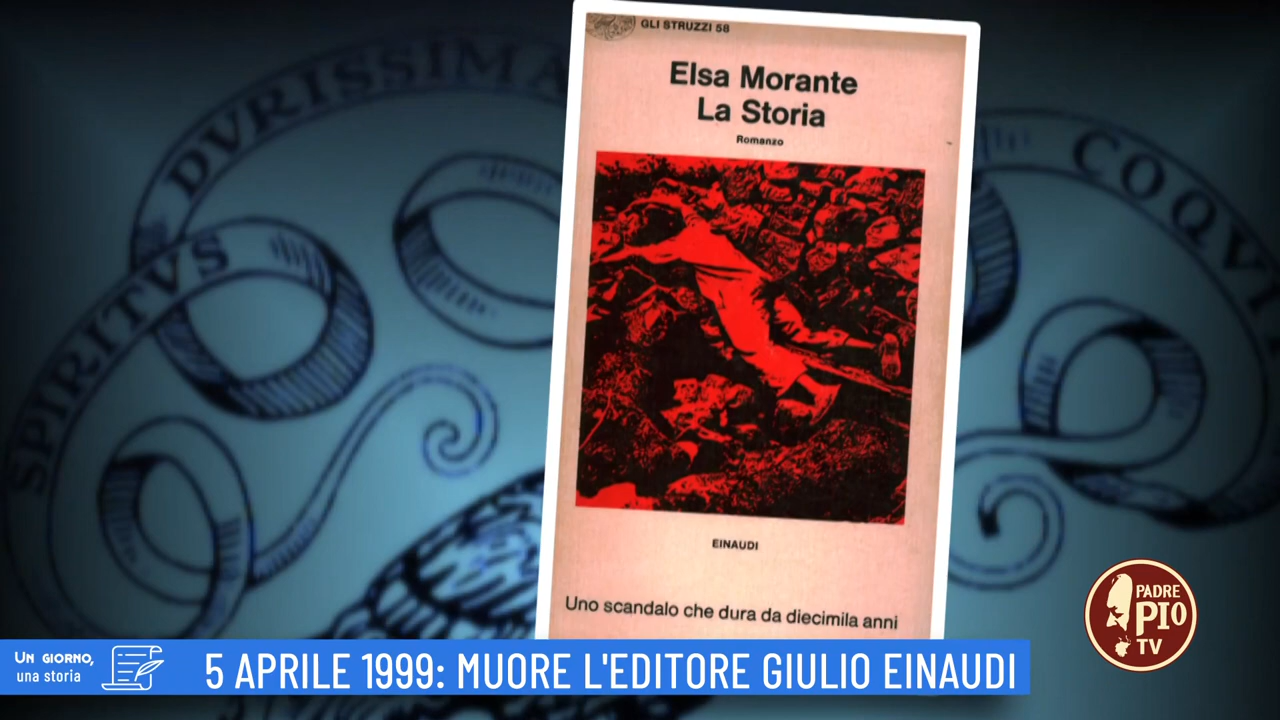 GLI STRUZZI 58
Elsa Morante
La Storia
Romanzo
EINAUDI
Uno scandalo che dura da diecimila anni
SPIRITVS
DVRISSIMA
COQVI
UN GIORNO,
una storia
5 APRILE 1999: MUORE L'EDITORE GIULIO EINAUDI
PADRE
PIO
TV